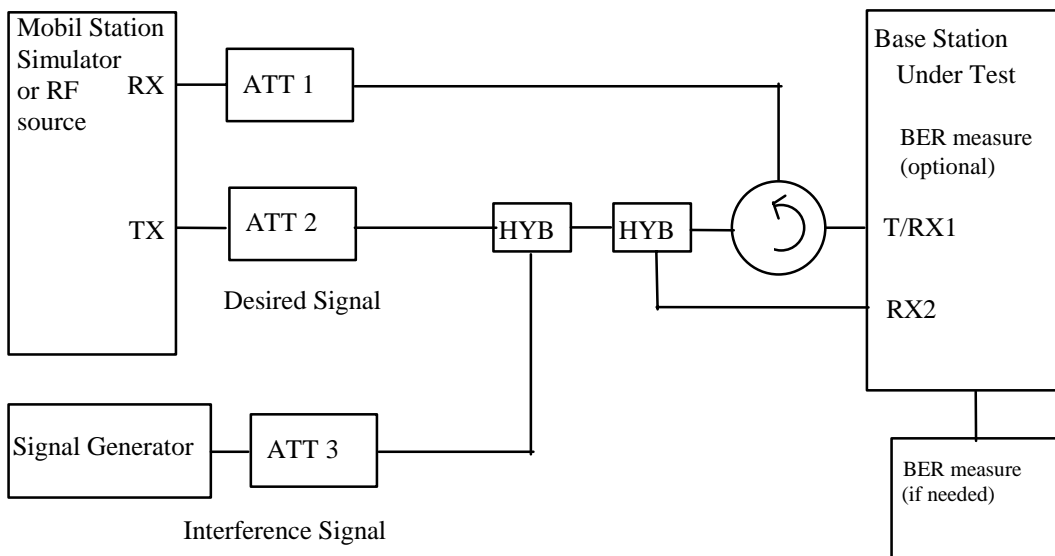 Mobil Station
Simulator
or RF
source
RX
TX
ATT 1
ATT 2
Desired Signal
HYB
HYB
Base Station
Under Test
BER measure
(optional)
T/RX1
RX2
Signal Generator
ATT 3
Interference Signal
BER measure
(if needed)